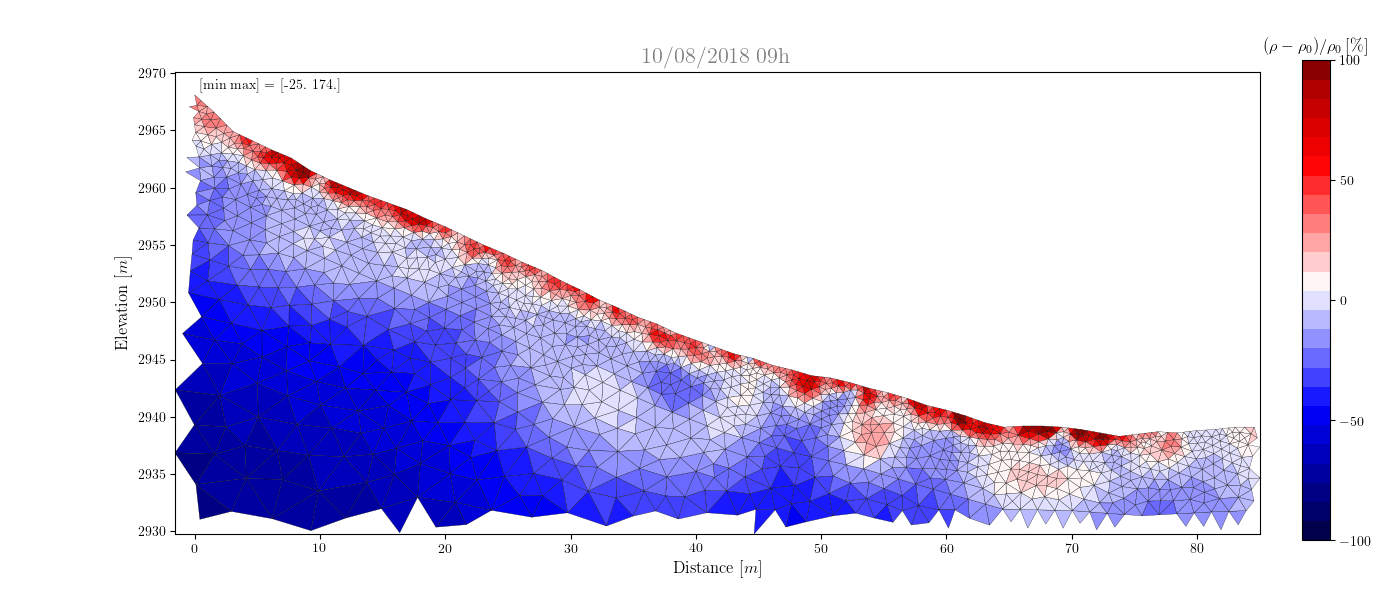 10/08/2018 09h
(ρ − ρ₀)/ρ₀ [%]
[min max] = [-25. 174.]
2970
2965
2960
2955
2950
2945
2940
2935
2930
Elevation [m]
0 10 20 30 40 50 60 70 80
Distance [m]
100
50
0
−50
−100